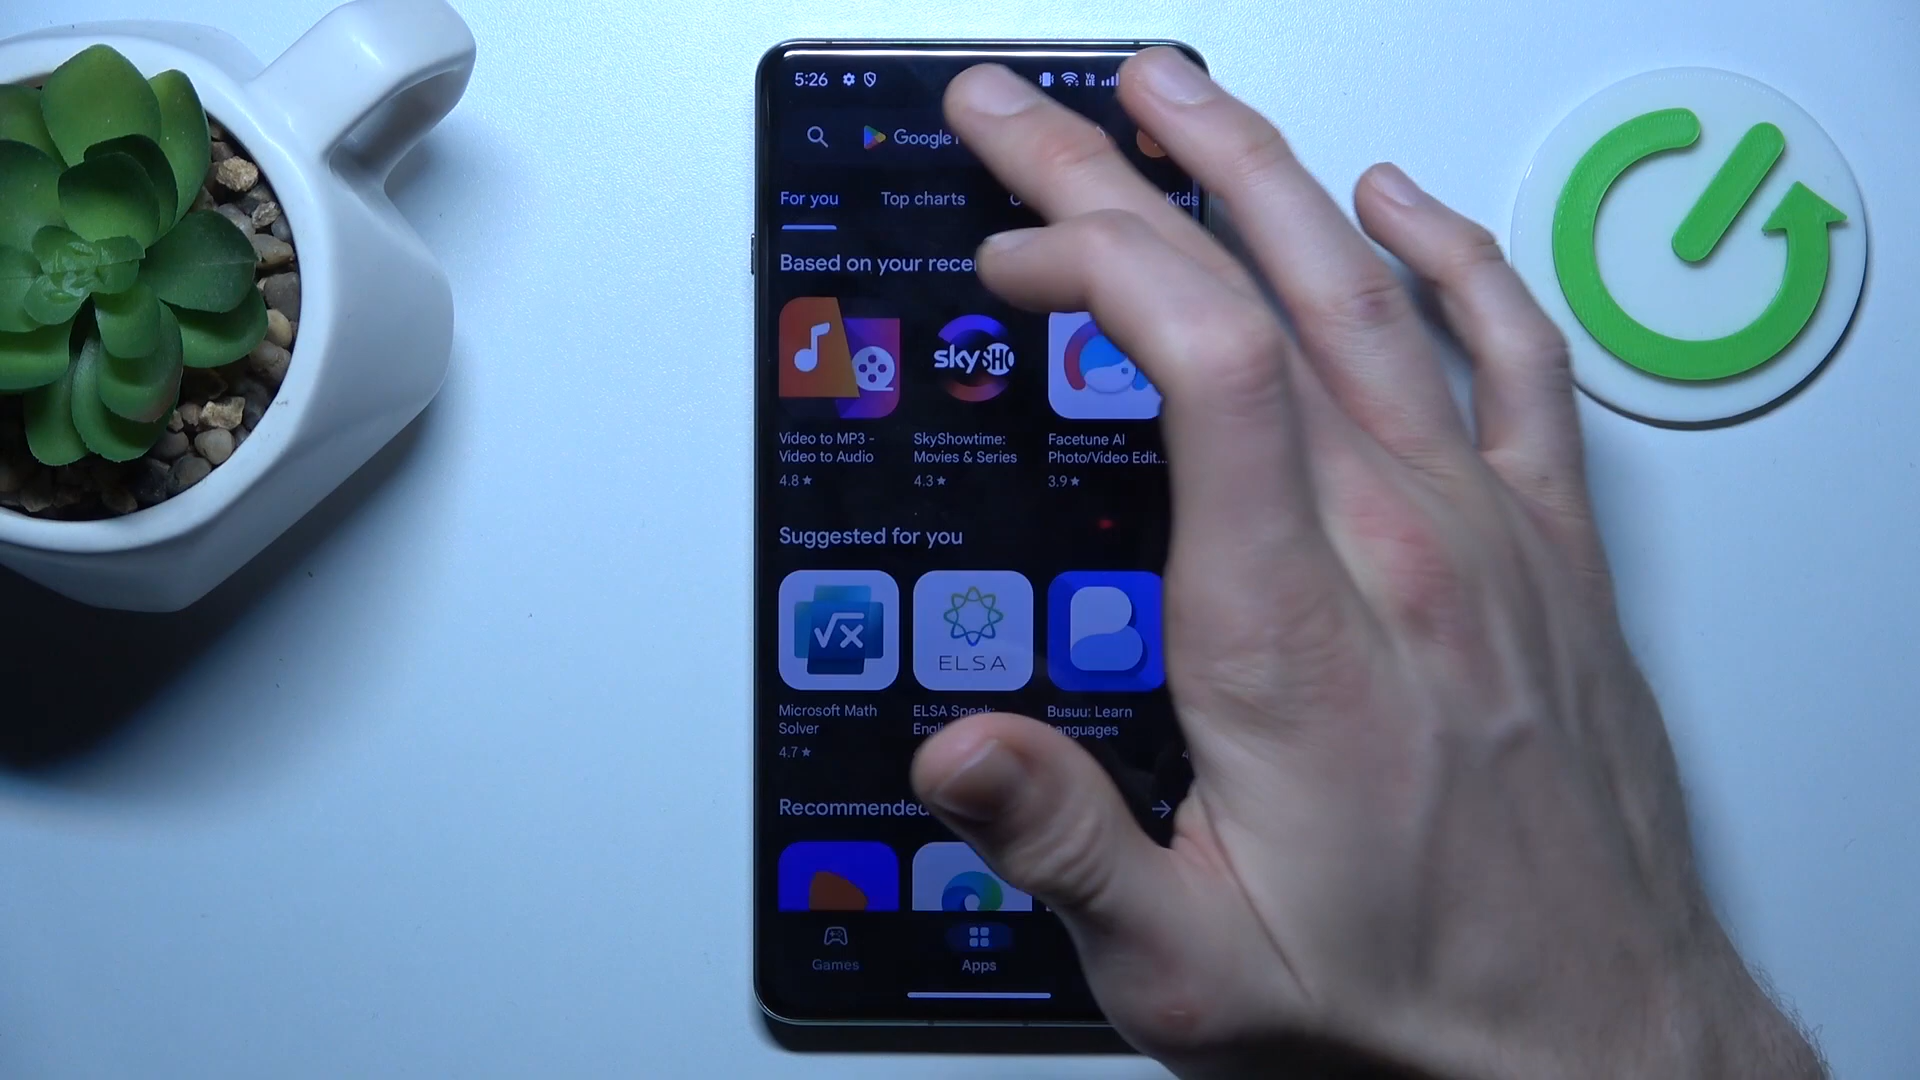 5:26
Google
For you Top charts Kids
Based on your
sky SHO
Video to MP3 - SkyShowtime: Facetune AI
Video to Audio Movies & Series Photo/Video Edit...
4.8★ 4.3★ 3.9★
Suggested for you
√x ELSA B
Microsoft Math ELSA Speak: Busuu: Learn
Solver
4.7★
Recommended
Games Apps